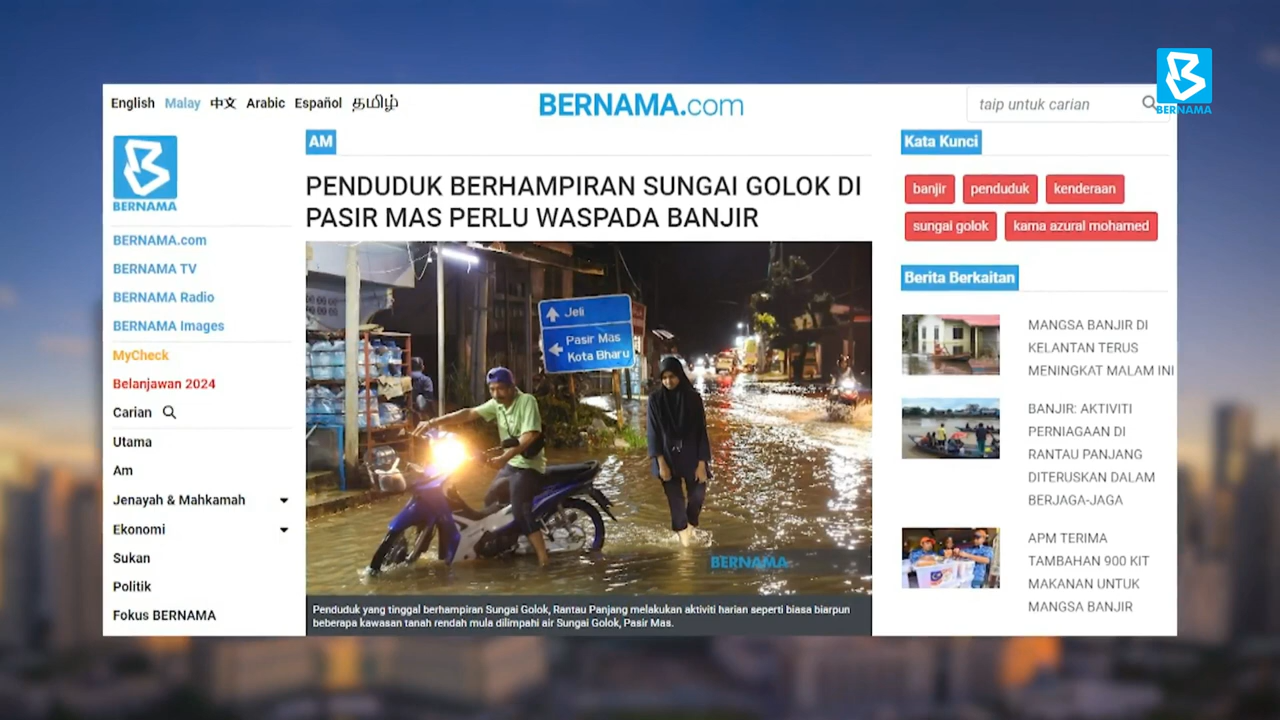 BERNAMA
English Malay 中文 Arabic Español தமிழ்
BERNAMA.com
taip untuk carian
BERNAMA
BERNAMA.com
BERNAMA TV
BERNAMA Radio
BERNAMA Images
MyCheck
Belanjawan 2024
Carian
Utama
Am
Jenayah & Mahkamah
Ekonomi
Sukan
Politik
Fokus BERNAMA
AM
PENDUDUK BERHAMPIRAN SUNGAI GOLOK DI
PASIR MAS PERLU WASPADA BANJIR
Jeli
Pasir Mas
Kota Bharu
BERNAMA
Penduduk yang tinggal berhampiran Sungai Golok, Rantau Panjang melakukan aktiviti harian seperti biasa biarpun
beberapa kawasan tanah rendah mula dilimpahi air Sungai Golok, Pasir Mas.
Kata Kunci
banjir penduduk kenderaan
sungai golok kama azural mohamed
Berita Berkaitan
MANGSA BANJIR DI
KELANTAN TERUS
MENINGKAT MALAM INI
BANJIR: AKTIVITI
PERNIAGAAN DI
RANTAU PANJANG
DITERUSKAN DALAM
BERJAGA-JAGA
APM TERIMA
TAMBAHAN 900 KIT
MAKANAN UNTUK
MANGSA BANJIR